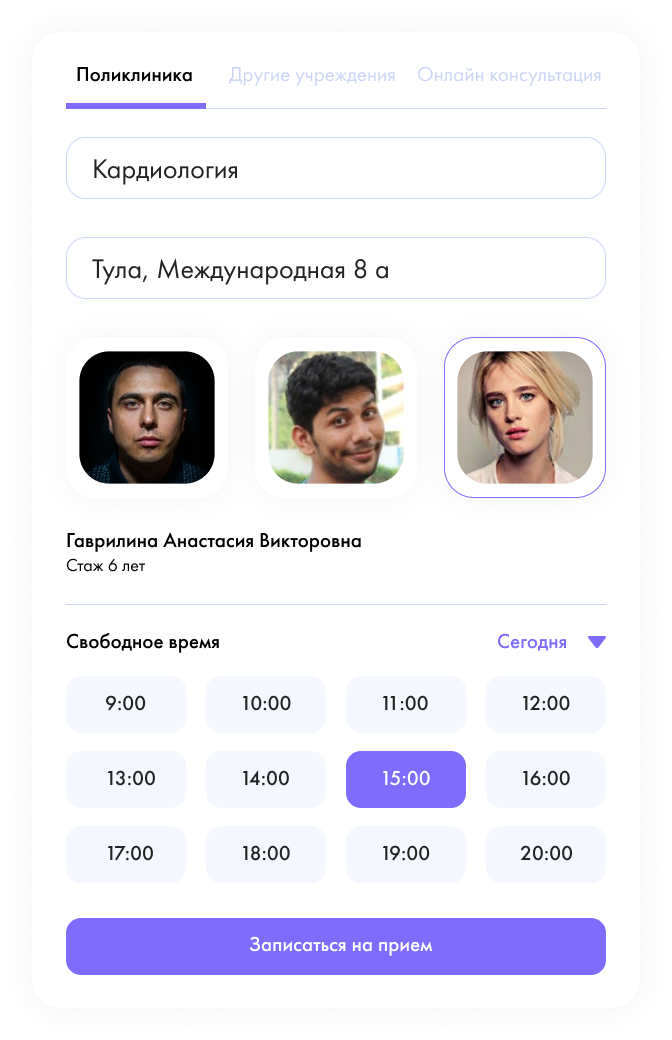 Поликлиника Другие учреждения Онлайн консультация
Кардиология
Тула, Международная 8 а
Гаврилина Анастасия Викторовна
Стаж 6 лет
Свободное время Сегодня
9:00 10:00 11:00 12:00
13:00 14:00 15:00 16:00
17:00 18:00 19:00 20:00
Записаться на прием